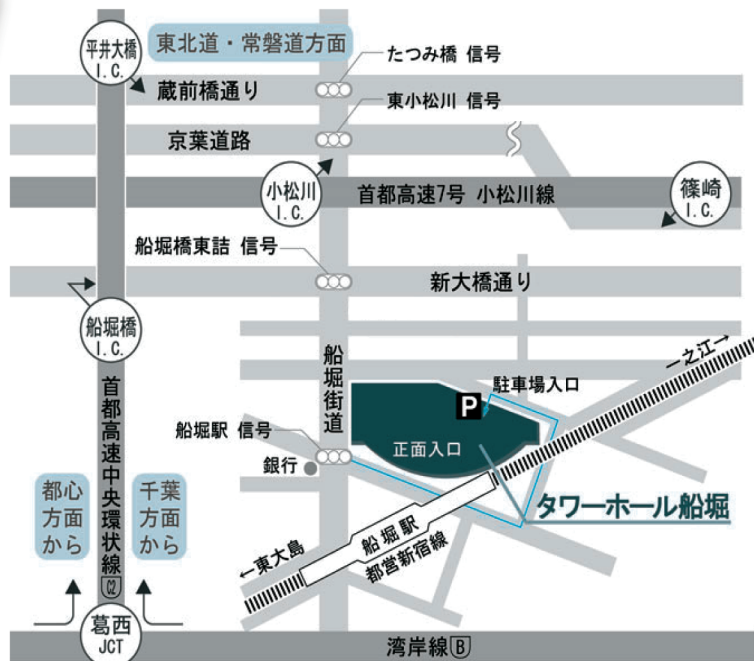 平井大橋
I.C.
東北道・常磐道方面
たつみ橋 信号
蔵前橋通り
東小松川 信号
京葉道路
小松川
I.C.
首都高速7号 小松川線
篠崎
I.C.
船堀橋東詰 信号
新大橋通り
船堀橋
I.C.
船堀街道
一之江→
駐車場入口
P
首都高速中央環状線
C2
船堀駅 信号
正面入口
銀行
タワーホール船堀
都心
方面
から
千葉
方面
から
船堀駅
都営新宿線
←東大島
葛西
JCT
湾岸線
B